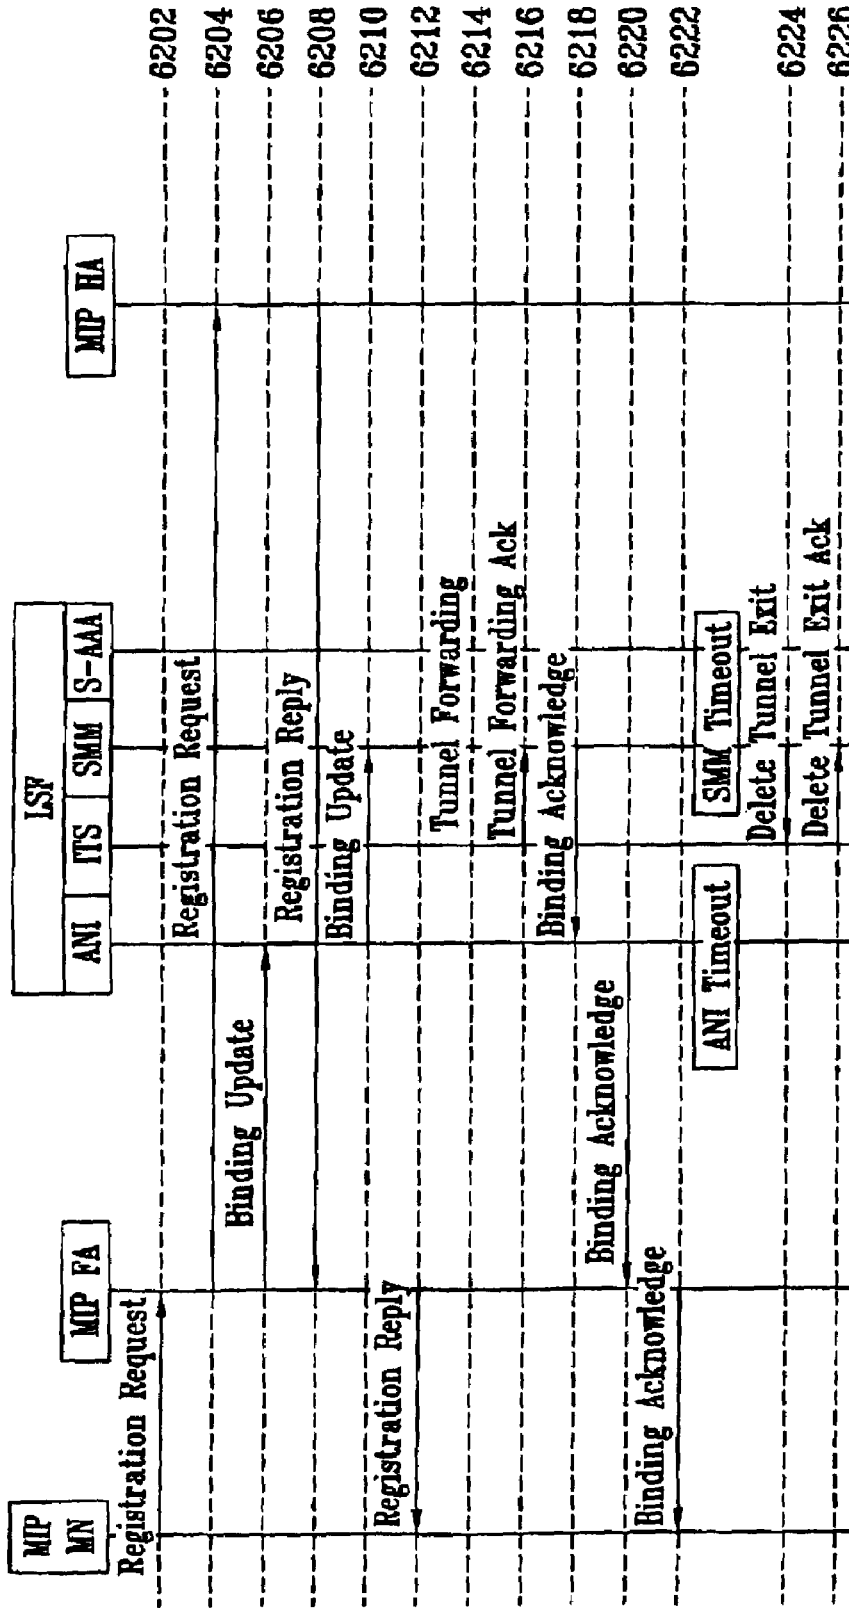 MIP
MN
MIP FA
LSF
ANI
ITS
SMM
S-AAA
MIP HA
Registration Request
6202
Registration Request
6204
Binding Update
6206
Registration Reply
6208
Binding Update
6210
Registration Reply
6212
Tunnel Forwarding
6214
Tunnel Forwarding Ack
6216
Binding Acknowledge
6218
Binding Acknowledge
6220
Binding Acknowledge
6222
ANI Timeout
SMM Timeout
Delete Tunnel Exit
6224
Delete Tunnel Exit Ack
6226